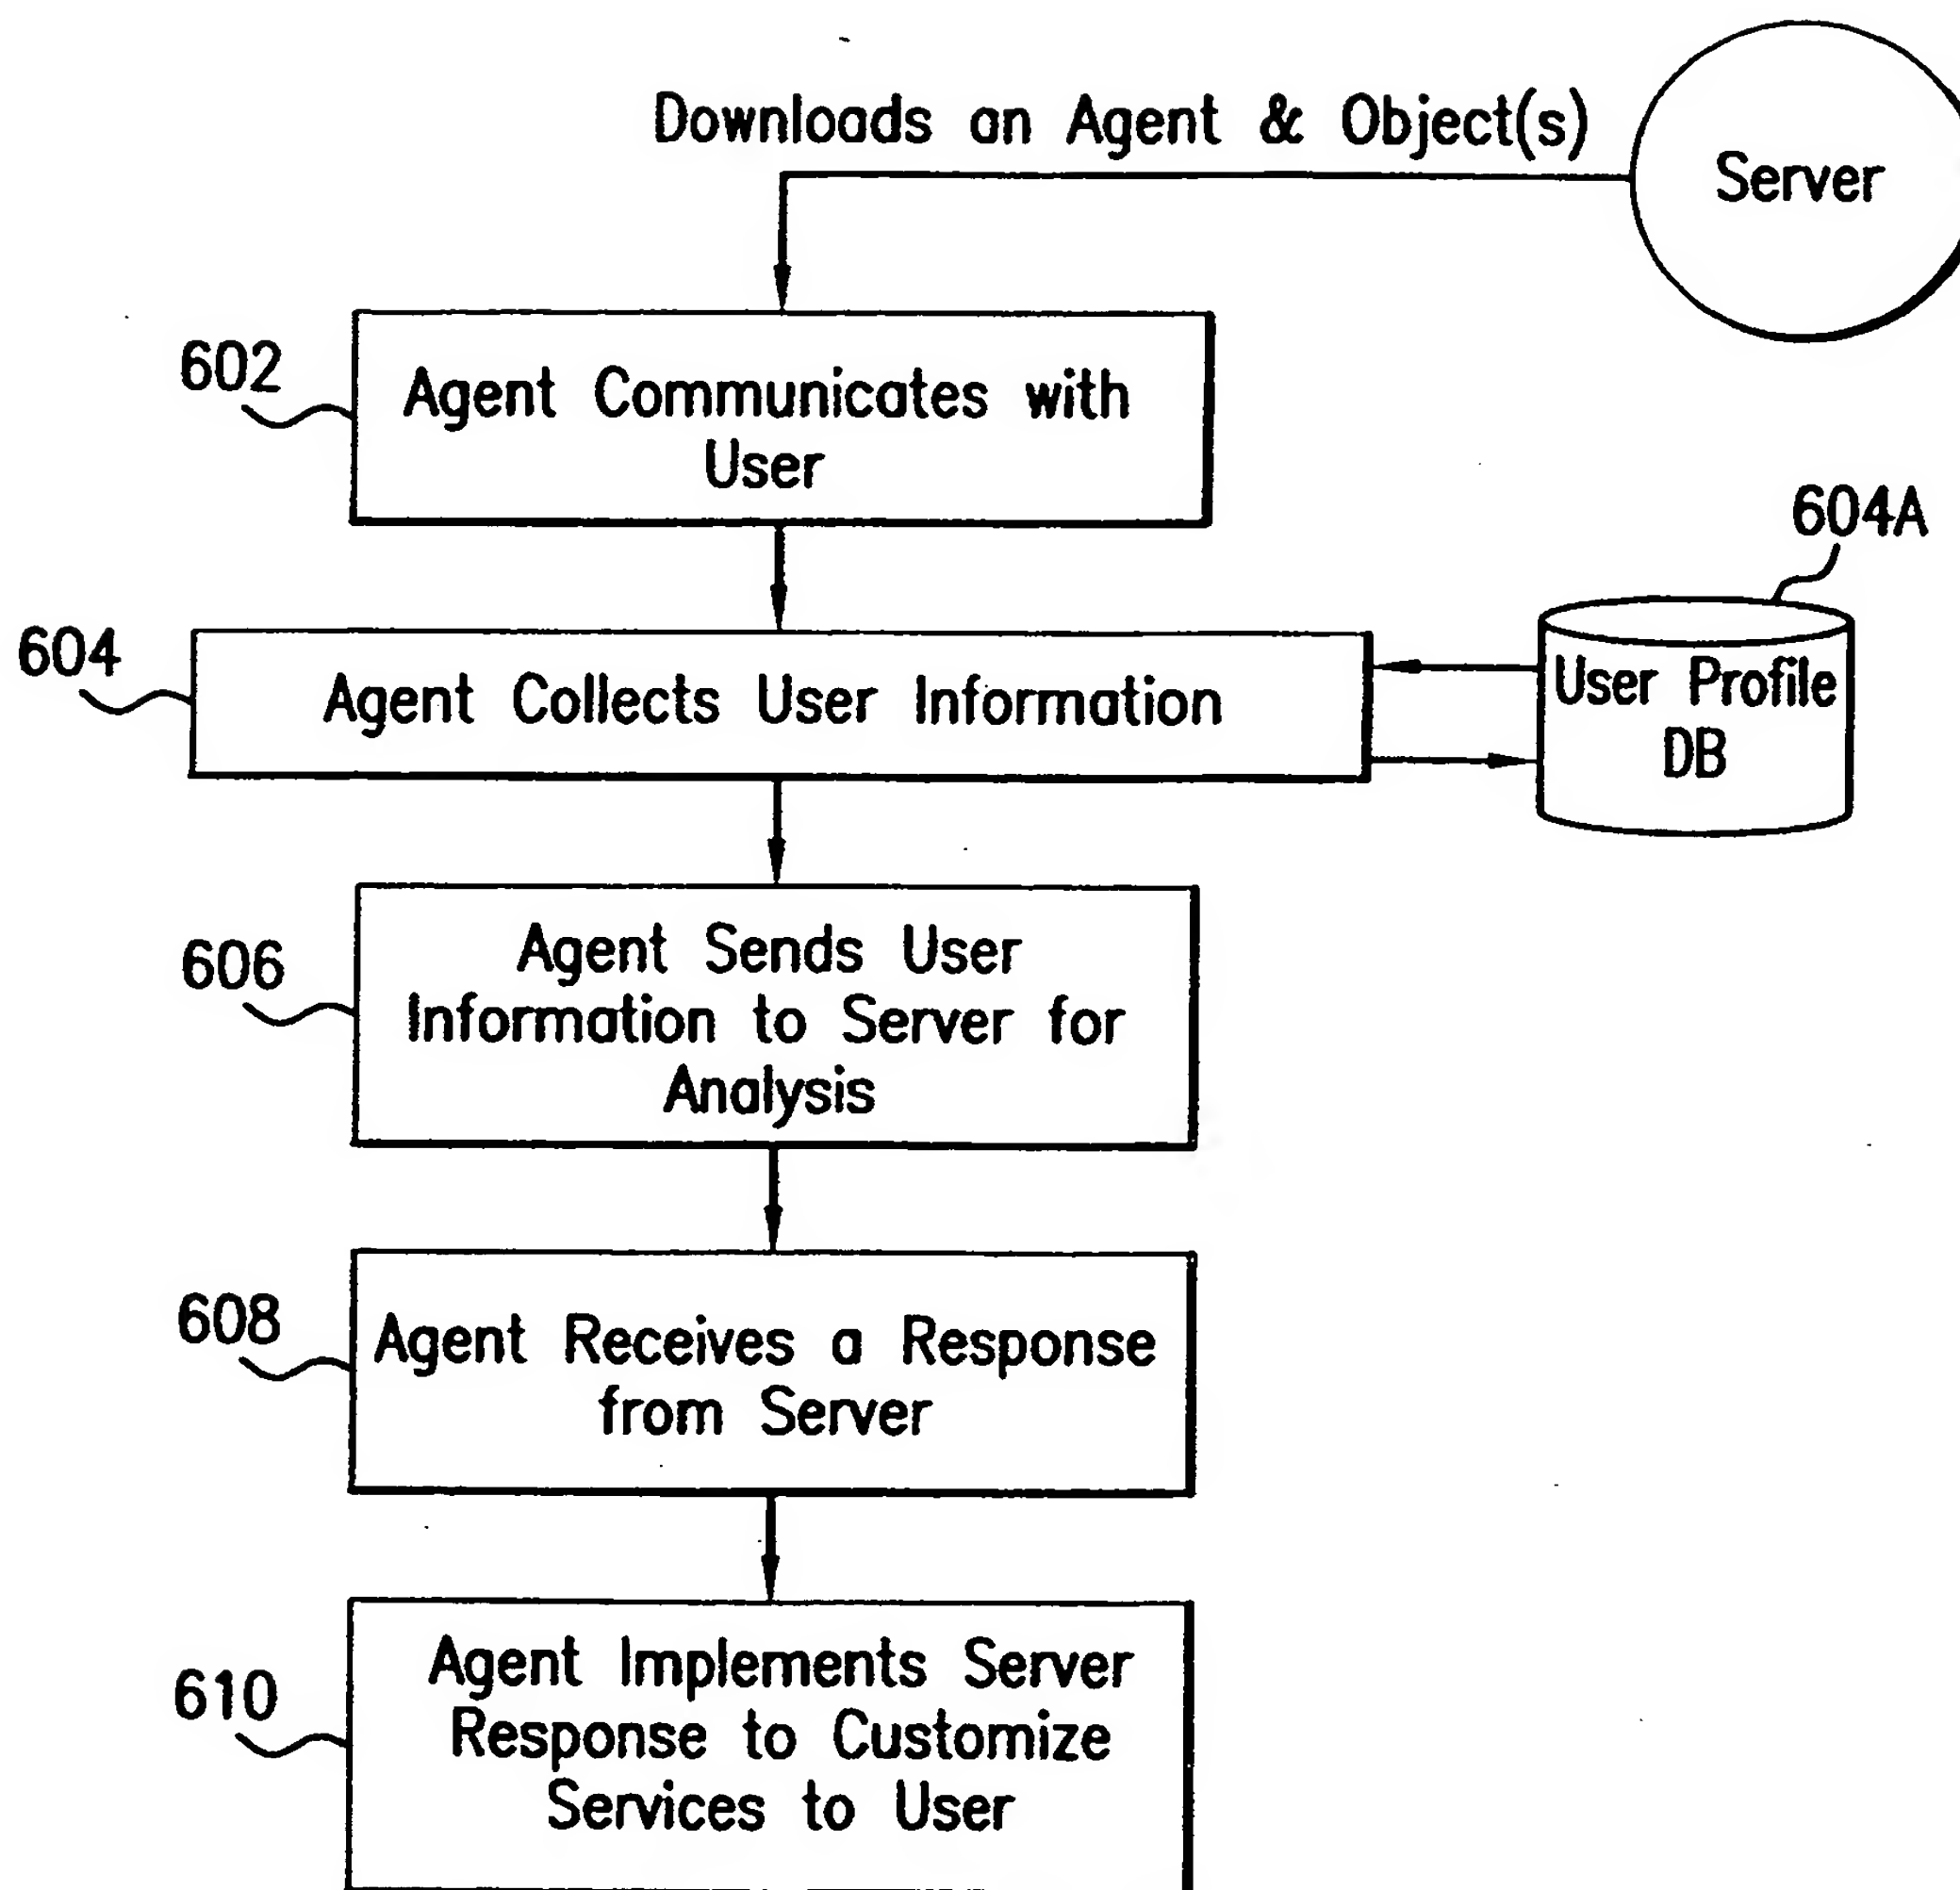 Downloads an Agent & Object(s)
Server
602
Agent Communicates with
User
604A
604
Agent Collects User Information
User Profile
DB
606
Agent Sends User
Information to Server for
Analysis
608
Agent Receives a Response
from Server
610
Agent Implements Server
Response to Customize
Services to User